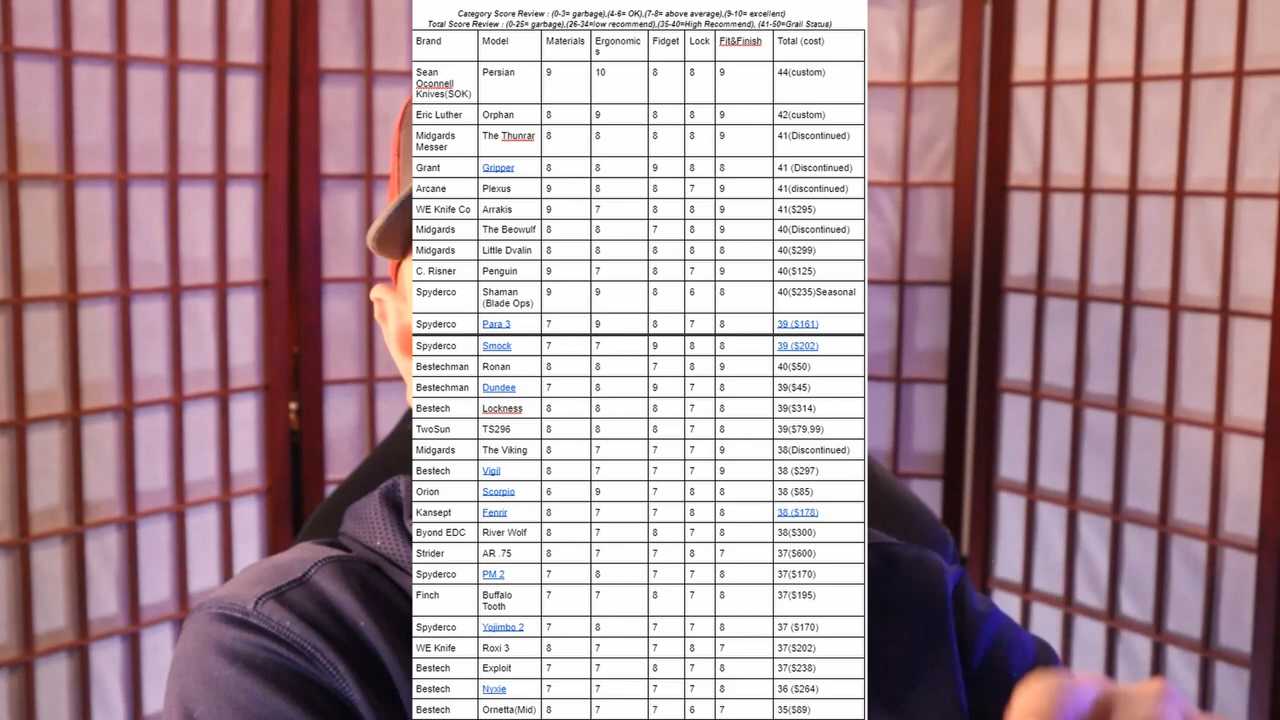 Category Score Review : (0-3= garbage),(4-6= OK),(7-8= above average),(9-10= excellent)
Total Score Review : (0-25= garbage),(26-34=low recommend),(35-40=High Recommend), (41-50=Grail Status)
Brand Model Materials Ergonomics Fidget Lock Fit&Finish Total (cost)
Sean Oconnell Knives(SOK) Persian 9 10 8 8 9 44(custom)
Eric Luther Orphan 8 9 8 8 9 42(custom)
Midgards Messer The Thunrar 8 8 8 8 9 41(Discontinued)
Grant Gripper 8 8 9 8 8 41 (Discontinued)
Arcane Plexus 9 8 8 7 9 41(discontinued)
WE Knife Co Arrakis 9 7 8 8 9 41($295)
Midgards The Beowulf 8 8 7 8 9 40(Discontinued)
Midgards Little Dvalin 8 8 8 8 8 40($299)
C. Risner Penguin 9 7 8 7 9 40($125)
Spyderco Shaman (Blade Ops) 9 9 8 6 8 40($235)Seasonal
Spyderco Para 3 7 9 8 7 8 39 ($161)
Spyderco Smock 7 7 9 8 8 39 ($202)
Bestechman Ronan 8 8 7 8 9 40($50)
Bestechman Dundee 7 8 9 7 8 39($45)
Bestech Lockness 8 8 8 7 8 39($314)
TwoSun TS296 8 8 8 7 8 39($79,99)
Midgards The Viking 8 7 7 7 9 38(Discontinued)
Bestech Vigil 8 7 7 7 9 38 ($297)
Orion Scorpio 6 9 7 8 8 38 ($85)
Kansept Fenrir 8 7 7 8 8 38 ($178)
Byond EDC River Wolf 8 7 8 7 8 38($300)
Strider AR .75 8 7 7 8 7 37($600)
Spyderco PM 2 7 8 7 7 8 37($170)
Finch Buffalo Tooth 7 7 8 7 8 37($195)
Spyderco Yojimbo 2 7 8 7 7 8 37 ($170)
WE Knife Roxi 3 8 7 7 8 7 37($202)
Bestech Exploit 7 7 8 7 8 37($238)
Bestech Nyxie 7 7 7 7 8 36 ($264)
Bestech Ornetta(Mid) 8 7 7 6 7 35($89)